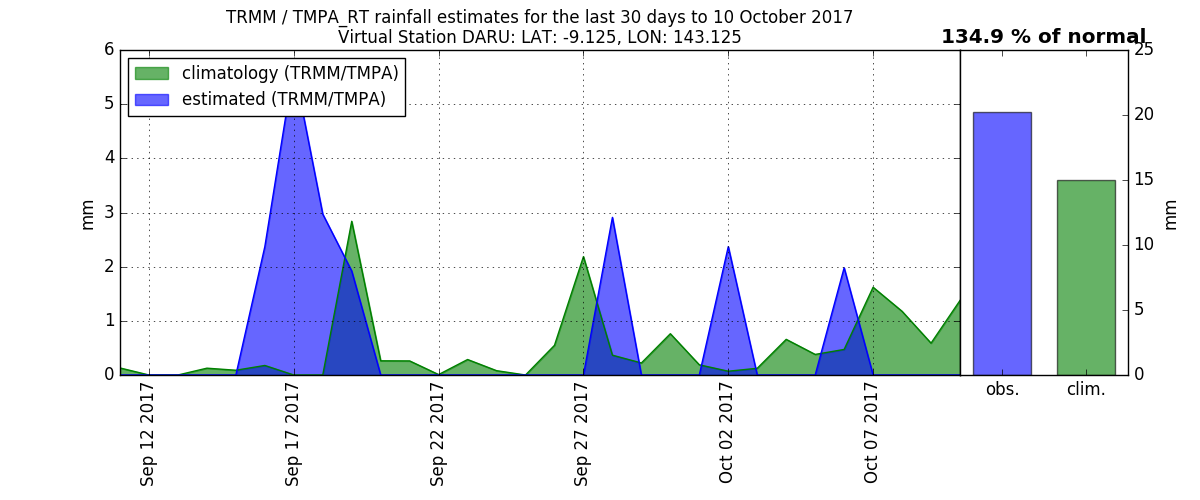 TRMM / TMPA_RT rainfall estimates for the last 30 days to 10 October 2017
Virtual Station DARU: LAT: -9.125, LON: 143.125
134.9 % of normal
climatology (TRMM/TMPA)
estimated (TRMM/TMPA)
6
5
4
3
2
1
0
mm
25
20
15
10
5
0
mm
Sep 12 2017
Sep 17 2017
Sep 22 2017
Sep 27 2017
Oct 02 2017
Oct 07 2017
obs.
clim.